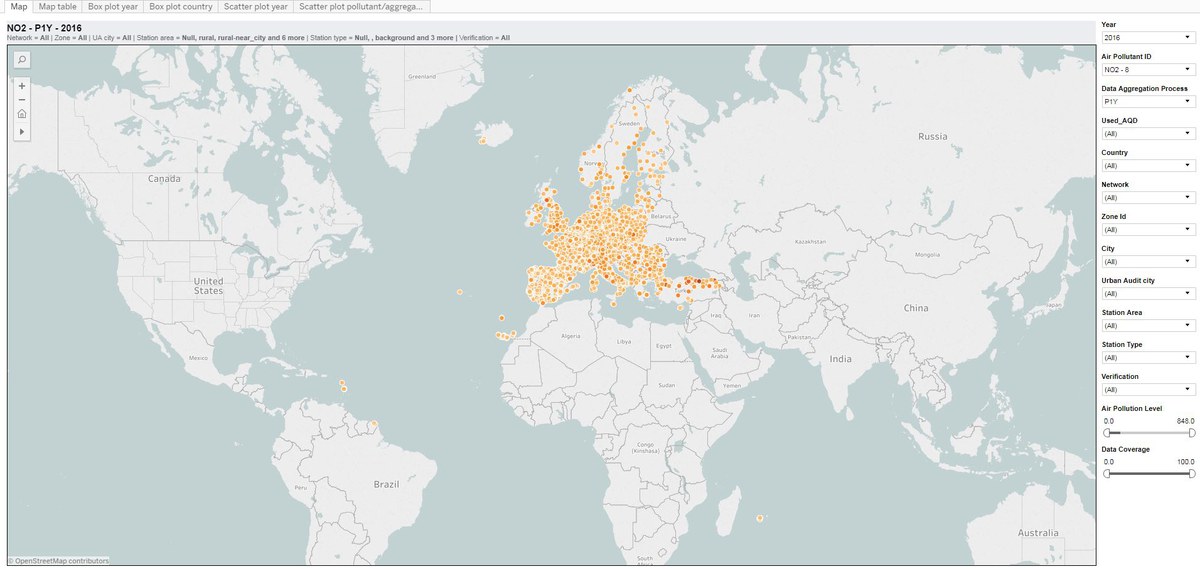 Map
Map table
Box plot year
Box plot country
Scatter plot year
Scatter plot pollutant/aggrega...
NO2 - P1Y - 2016
Network = All | Zone = All | UA city = All | Station area = Null, rural, rural-near_city and 6 more | Station type = Null, , background and 3 more | Verification = All
Greenland
Sweden
Russia
Canada
Norw
Belarus
Ukraine
Kazakhstan
Mongolia
United
States
China
Japan
Iraq
Iran
Pakistan
Algeria
Libya
Egypt
Saudi
Arabia
India
Mexico
Sudan
Yemen
Congo
(Kinshasa)
Peru
Brazil
Australia
South
Africa
© OpenStreetMap contributors
Year
2016
Air Pollutant ID
NO2 - 8
Data Aggregation Process
P1Y
Used_AQD
(All)
Country
(All)
Network
(All)
Zone Id
(All)
City
(All)
Urban Audit city
(All)
Station Area
(All)
Station Type
(All)
Verification
(All)
Air Pollution Level
0.0 848.0
Data Coverage
0.0 100.0